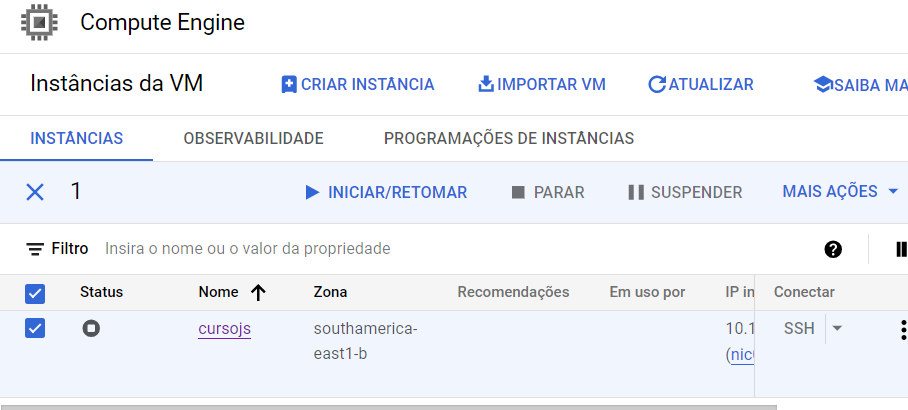 Compute Engine
Instâncias da VM CRIAR INSTÂNCIA IMPORTAR VM ATUALIZAR SAIBA MA
INSTÂNCIAS OBSERVABILIDADE PROGRAMAÇÕES DE INSTÂNCIAS
1 INICIAR/RETOMAR PARAR SUSPENDER MAIS AÇÕES
Filtro Insira o nome ou o valor da propriedade ?
Status Nome Zona Recomendações Em uso por IP in Conectar
cursojs southamerica- 10.1 SSH
east1-b (nic